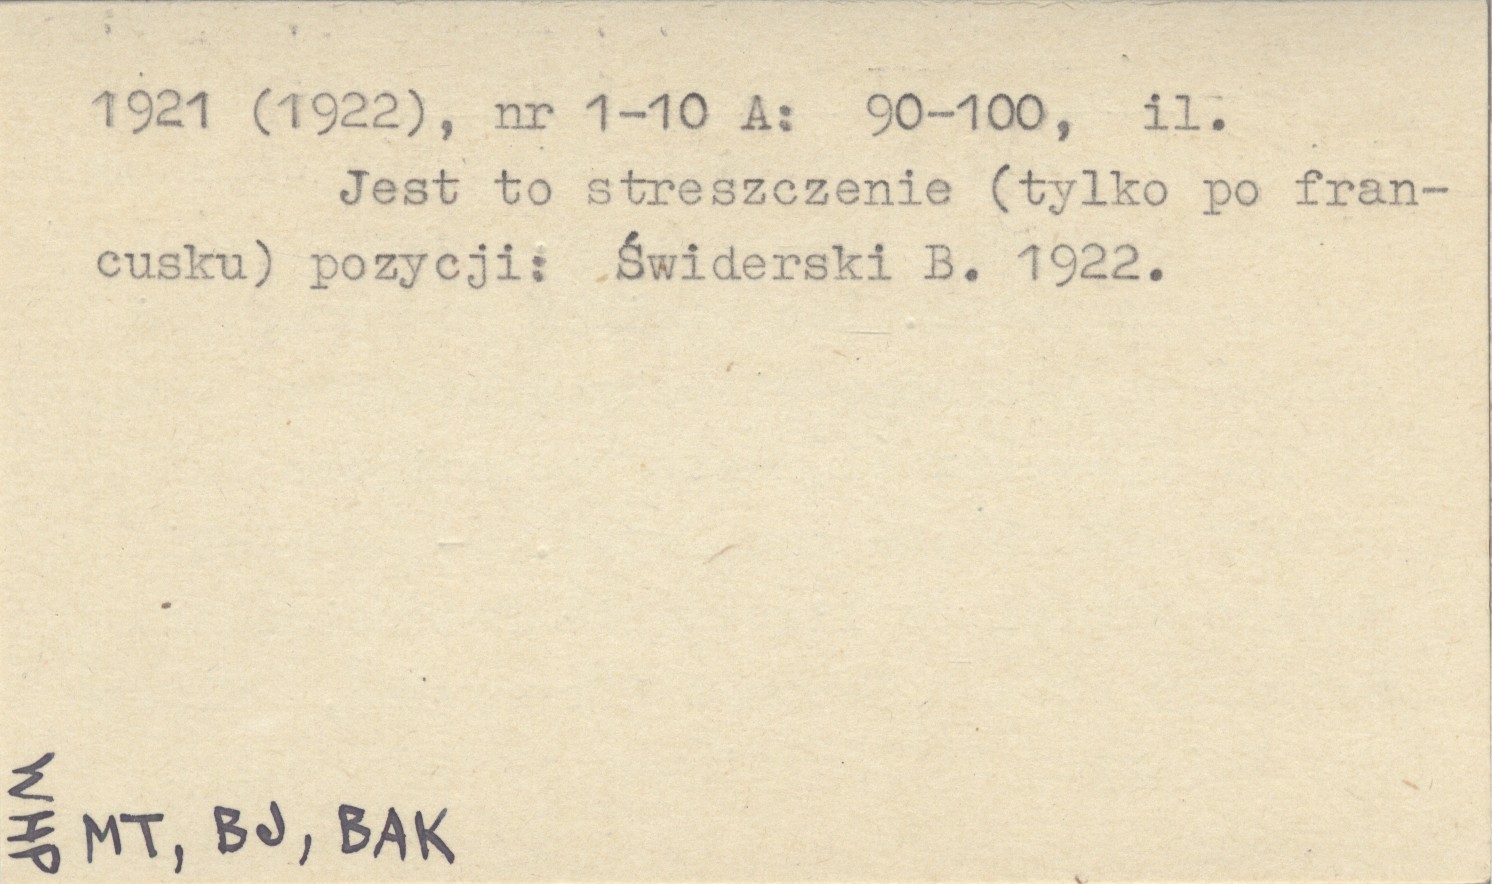 1921 (1922), nr 1-10 A: 90-100, il.
Jest to streszczenie (tylko po fran-
cusku) pozycji: Świderski B. 1922.
WHP
MT, BJ, BAK